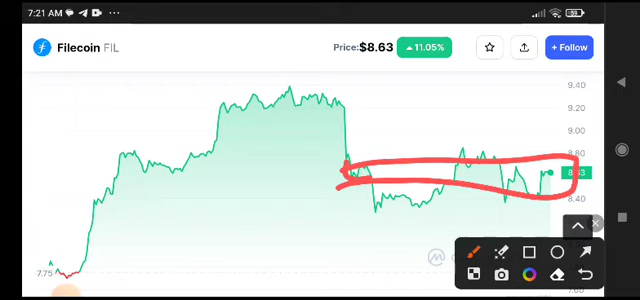 7:21 AM
Filecoin FIL
Price:$8.63
11.05%
+ Follow
9.40
9.20
9.00
8.80
8.63
8.40
7.75